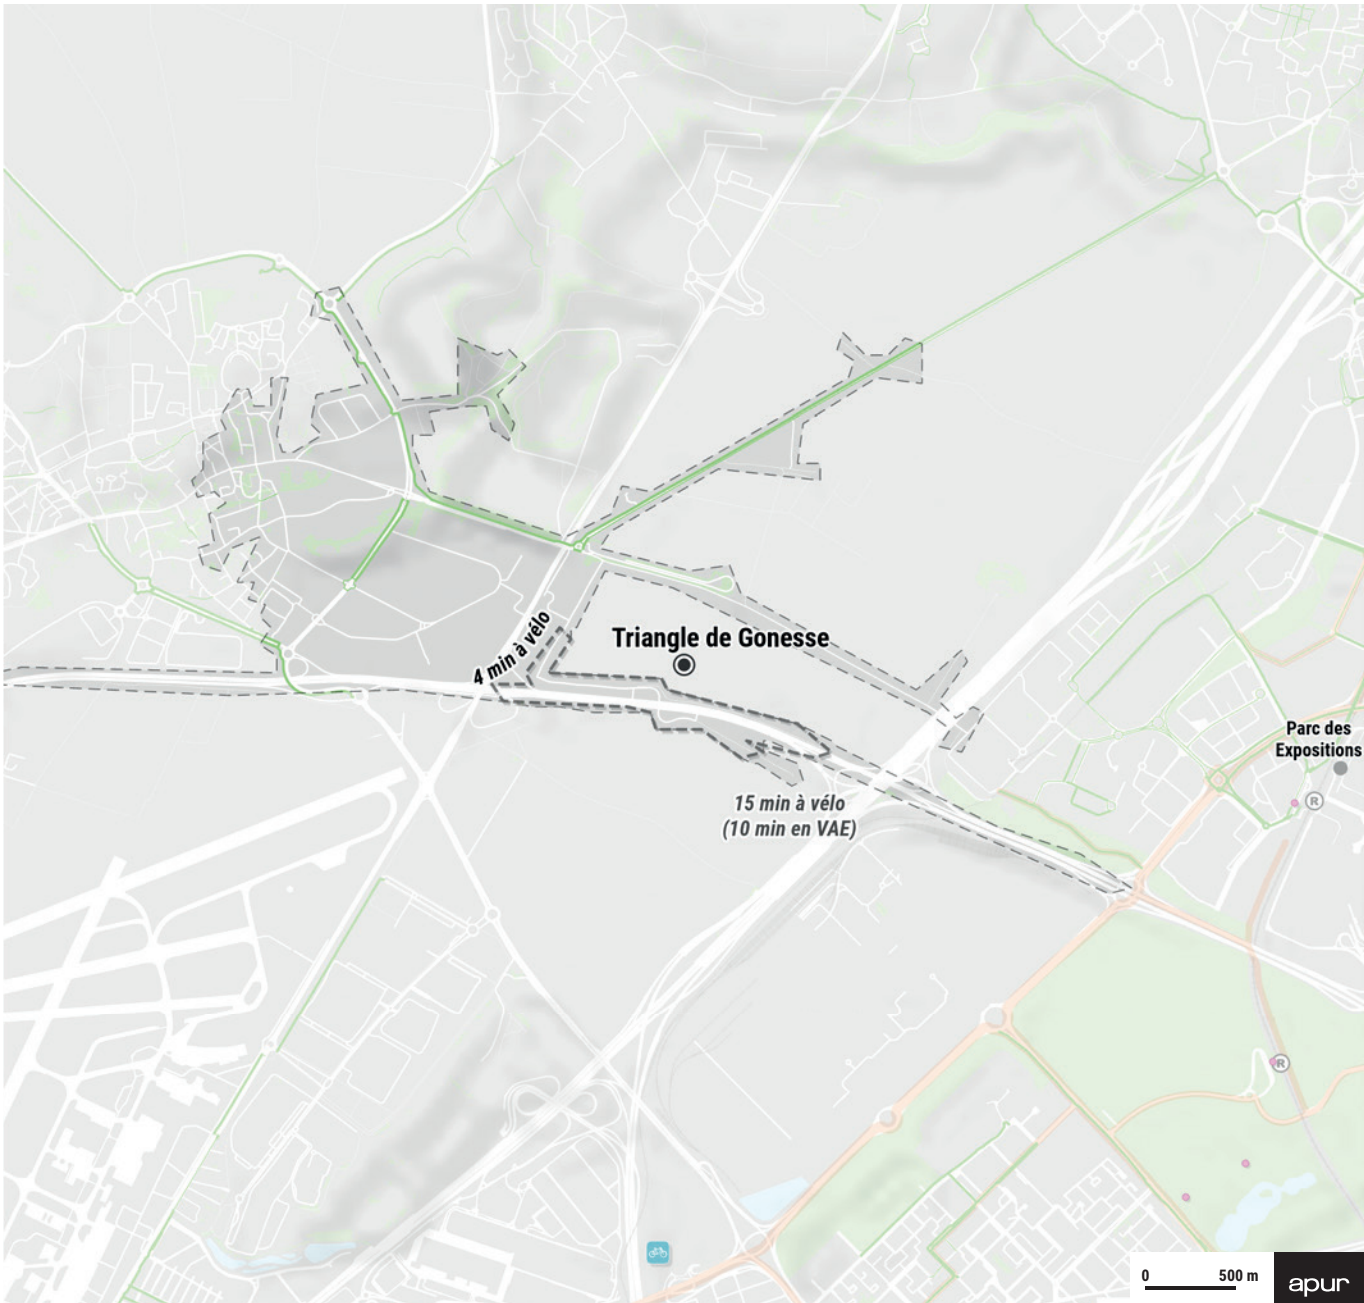 4 min à vélo
Triangle de Gonesse
Parc des
Expositions
R
15 min à vélo
(10 min en VAE)
R
0 500 m
apur